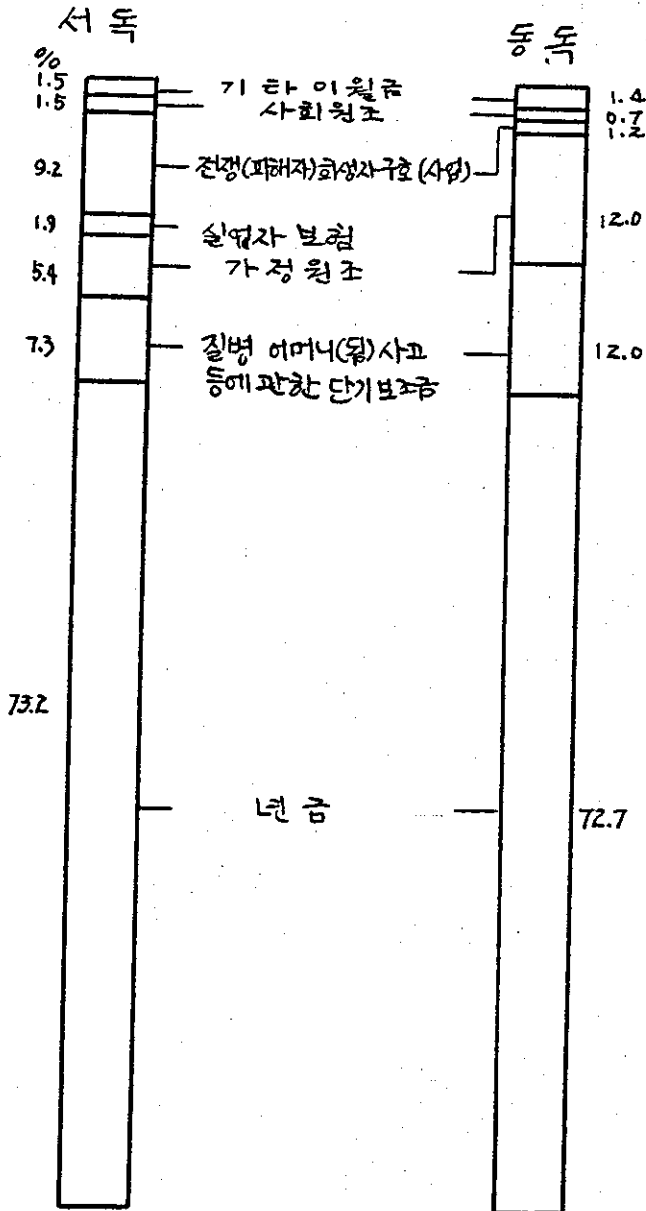 서독
동독
%
1.5
1.5
기타이월금
사회원조
1.4
0.7
1.2
9.2
전쟁(피해자)희생자구호(사업)
1.9
실업자 보험
12.0
5.4
가정원조
7.3
질병 어머니(됨)사고
등에관한 단기보조금
12.0
73.2
년금
72.7